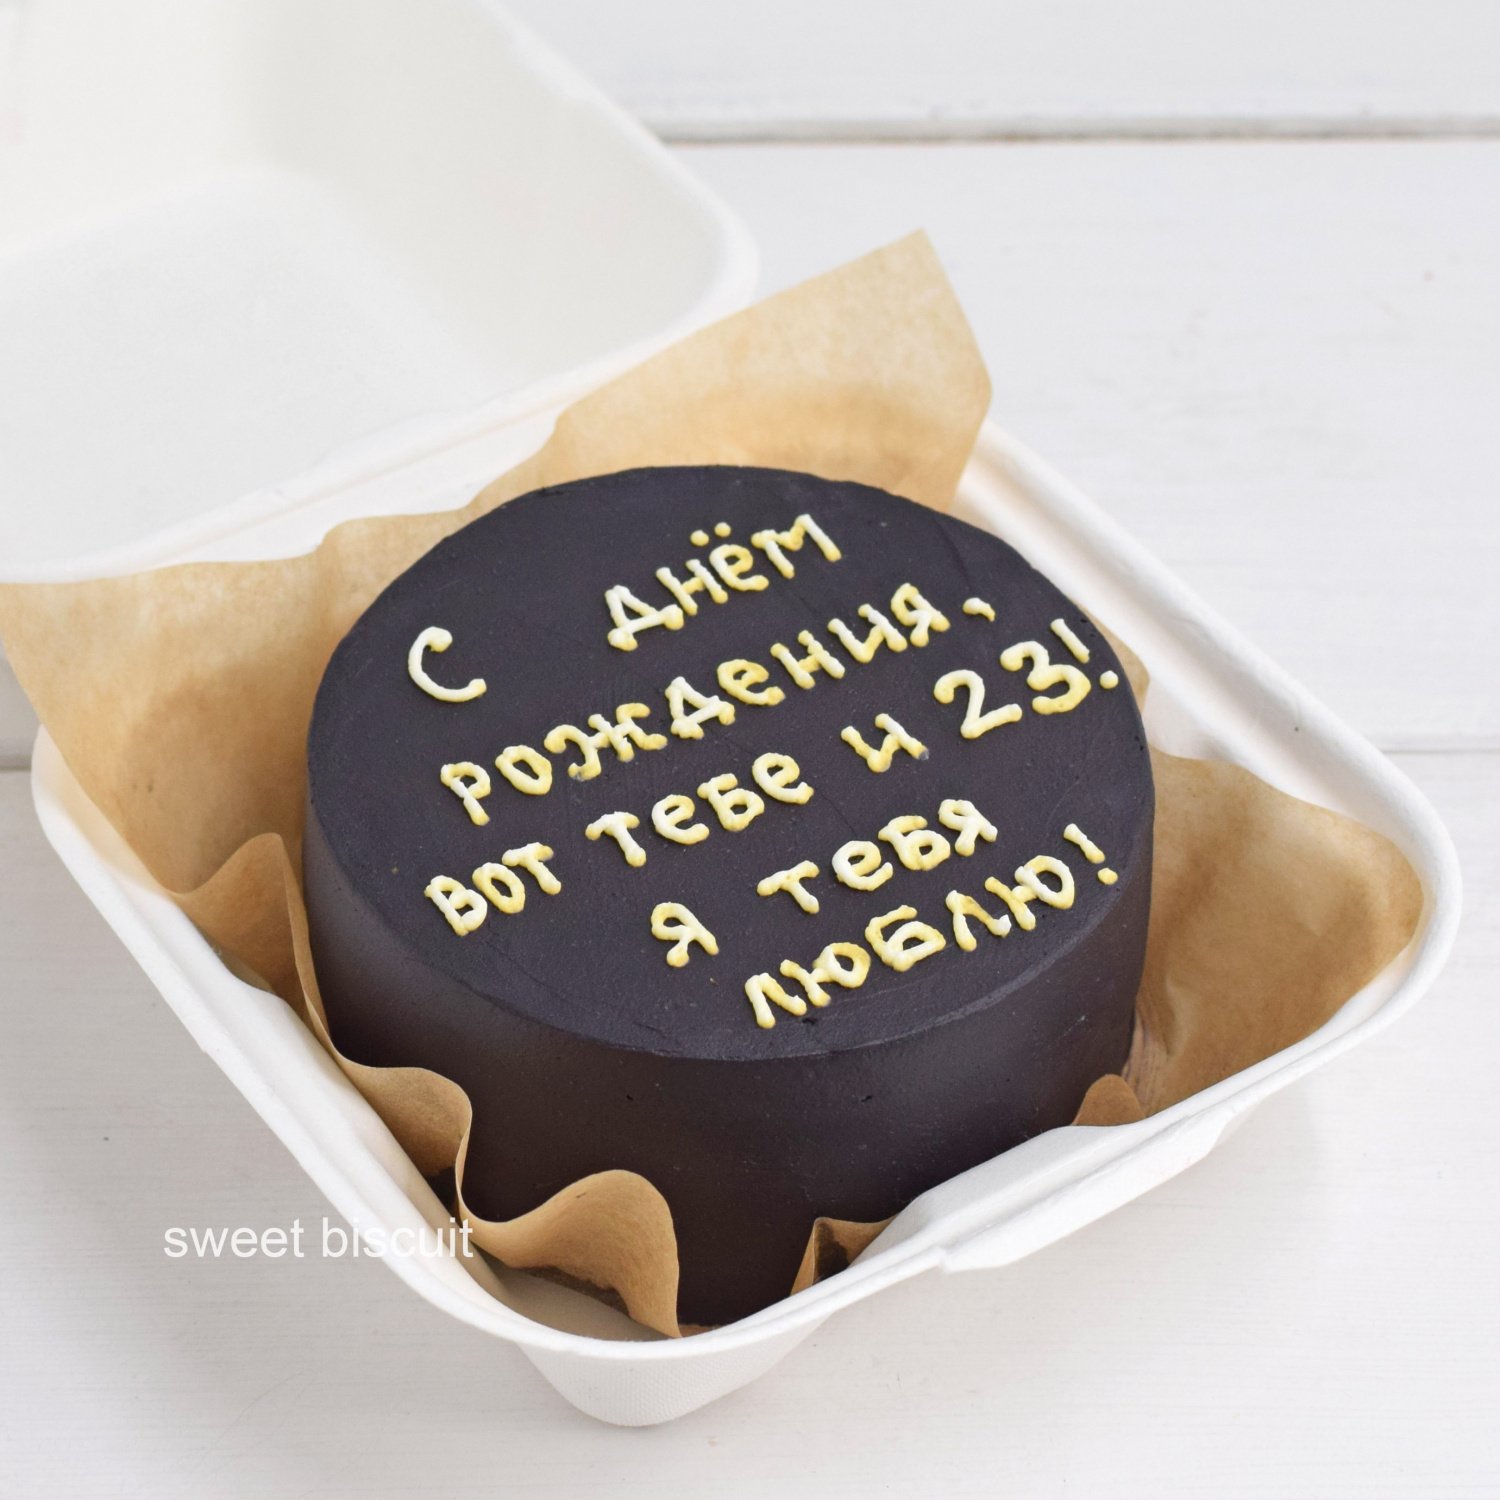 С днём
рождения,
вот тебе и 23!
я тебя
люблю!
sweet biscuit